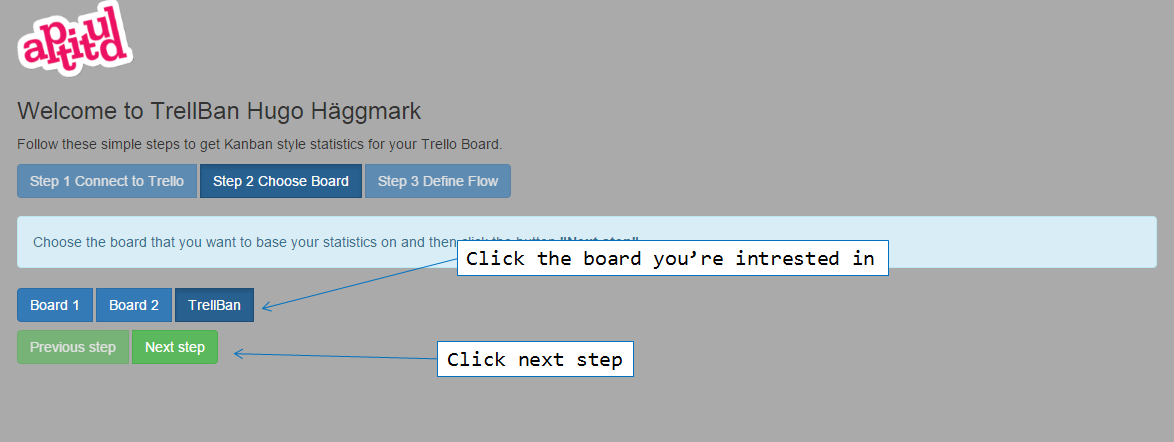 aptitud
Welcome to TrellBan Hugo Häggmark
Follow these simple steps to get Kanban style statistics for your Trello Board.
Step 1 Connect to Trello Step 2 Choose Board Step 3 Define Flow
Choose the board that you want to base your statistics on and then click the button "Next step"
Click the board you’re intrested in
Board 1 Board 2 TrellBan
Previous step Next step
Click next step